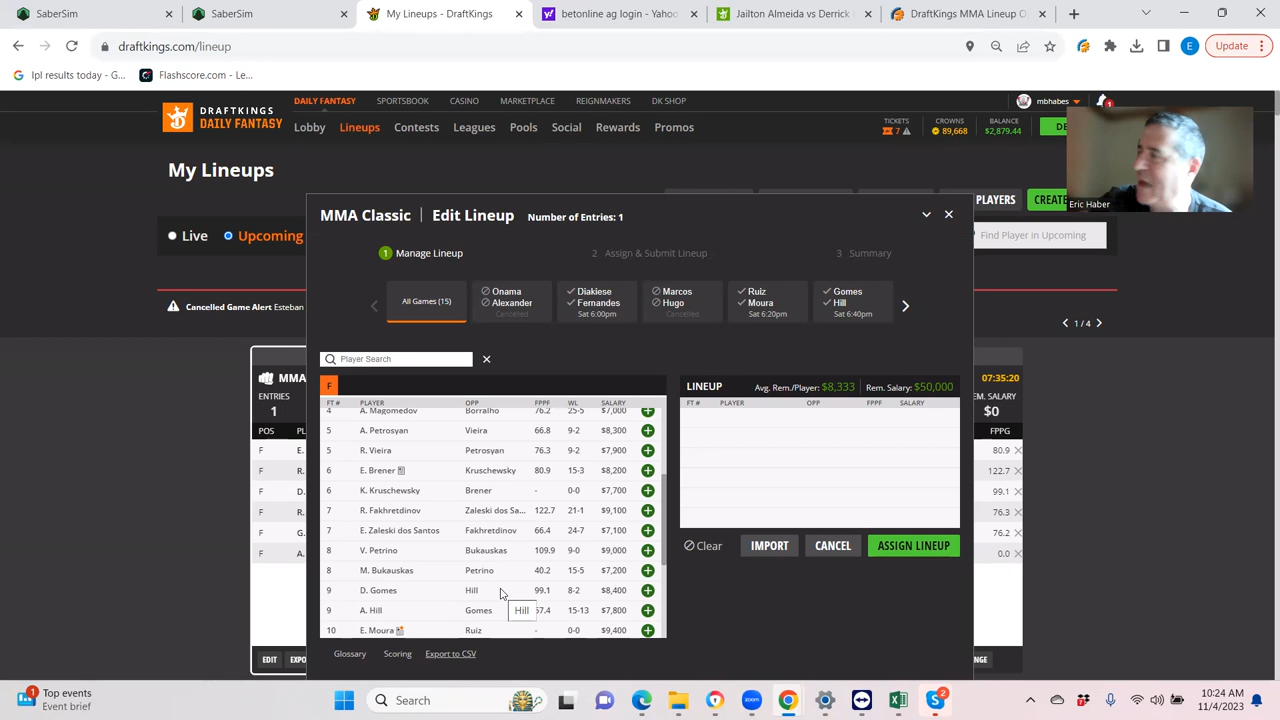 SaberSim
SaberSim
My Lineups - DraftKings
betonline ag login - Yahoo
Jailton Almeida vs Derrick
DraftKings MMA Lineup O
draftkings.com/lineup
E
Update
Ipl results today - G...
Flashscore.com - Le...
DRAFTKINGS
DAILY FANTASY
DAILY FANTASY
SPORTSBOOK
CASINO
MARKETPLACE
REIGNMAKERS
DK SHOP
mbhabes
1
Lobby
Lineups
Contests
Leagues
Pools
Social
Rewards
Promos
TICKETS
7
CROWNS
89,668
BALANCE
$2,879.44
DE
Eric Haber
My Lineups
PLAYERS
CREATE
Live
Upcoming
Find Player in Upcoming
Cancelled Game Alert Esteban
1 / 4
MMA Classic | Edit Lineup Number of Entries: 1
1 Manage Lineup
2 Assign & Submit Lineup
3 Summary
All Games (15)
Onama
Alexander
Cancelled
Diakiese
Fernandes
Sat 6:00pm
Marcos
Hugo
Cancelled
Ruiz
Moura
Sat 6:20pm
Gomes
Hill
Sat 6:40pm
Player Search
F
FT # PLAYER OPP FPPF WL SALARY
4 A. Magomedov Borralho 76.2 25-5 $7,000
5 A. Petrosyan Vieira 66.8 9-2 $8,300
5 R. Vieira Petrosyan 76.3 9-2 $7,900
6 E. Brener Kruschewsky 80.9 15-3 $8,200
6 K. Kruschewsky Brener - 0-0 $7,700
7 R. Fakhretdinov Zaleski dos Sa... 122.7 21-1 $9,100
7 E. Zaleski dos Santos Fakhretdinov 66.4 24-7 $7,100
8 V. Petrino Bukauskas 109.9 9-0 $9,000
8 M. Bukauskas Petrino 40.2 15-5 $7,200
9 D. Gomes Hill 99.1 8-2 $8,400
9 A. Hill Gomes 57.4 15-13 $7,800
Hill
10 E. Moura Ruiz - 0-0 $9,400
Glossary
Scoring
Export to CSV
LINEUP
Avg. Rem./Player: $8,333
Rem. Salary: $50,000
FT # PLAYER OPP FPPF SALARY
Clear
IMPORT
CANCEL
ASSIGN LINEUP
MMA
ENTRIES
1
POS PL
F E.
F R.
F D.
F R.
F G.
F A.
EDIT
EXPO
07:35:20
EM. SALARY
$0
FPPG
80.9
122.7
99.1
76.3
76.2
0.0
NGE
1
Top events
Event brief
Search
2
10:24 AM
11/4/2023